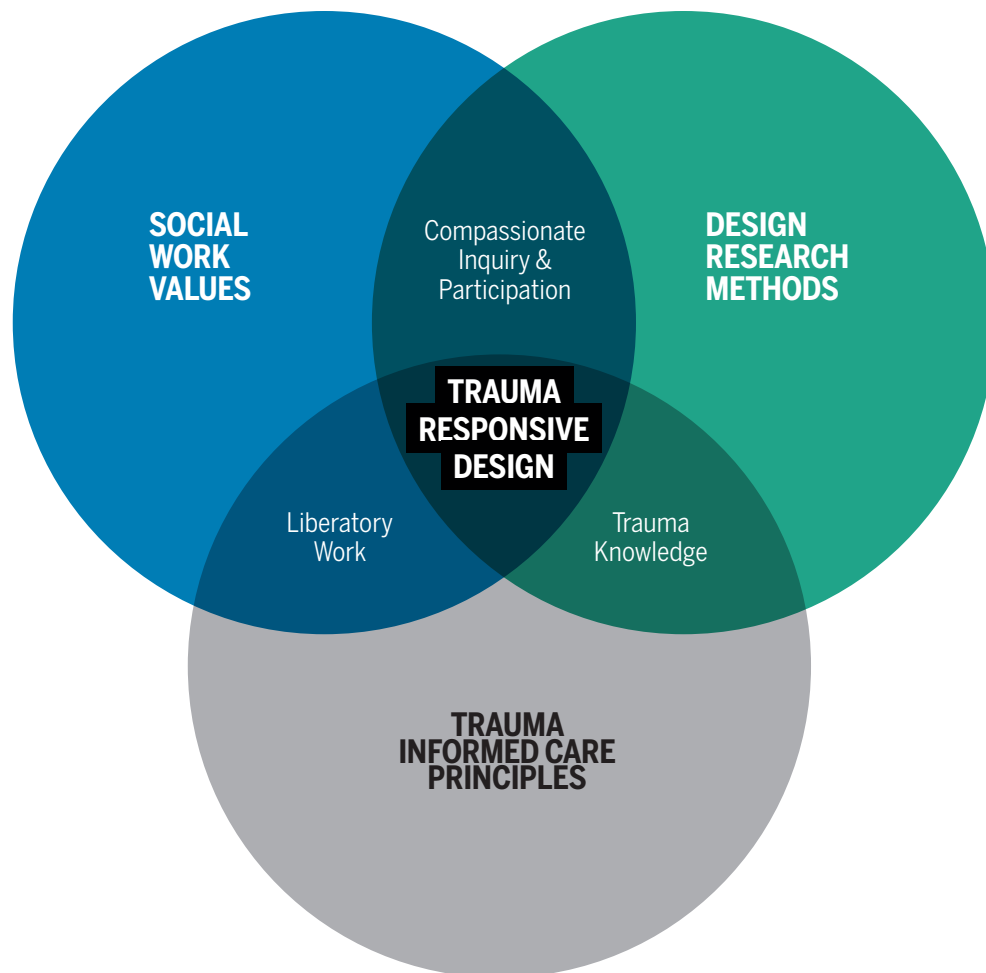 SOCIAL
WORK
VALUES
Compassionate
Inquiry &
Participation
DESIGN
RESEARCH
METHODS
TRAUMA
RESPONSIVE
DESIGN
Liberatory
Work
Trauma
Knowledge
TRAUMA
INFORMED CARE
PRINCIPLES